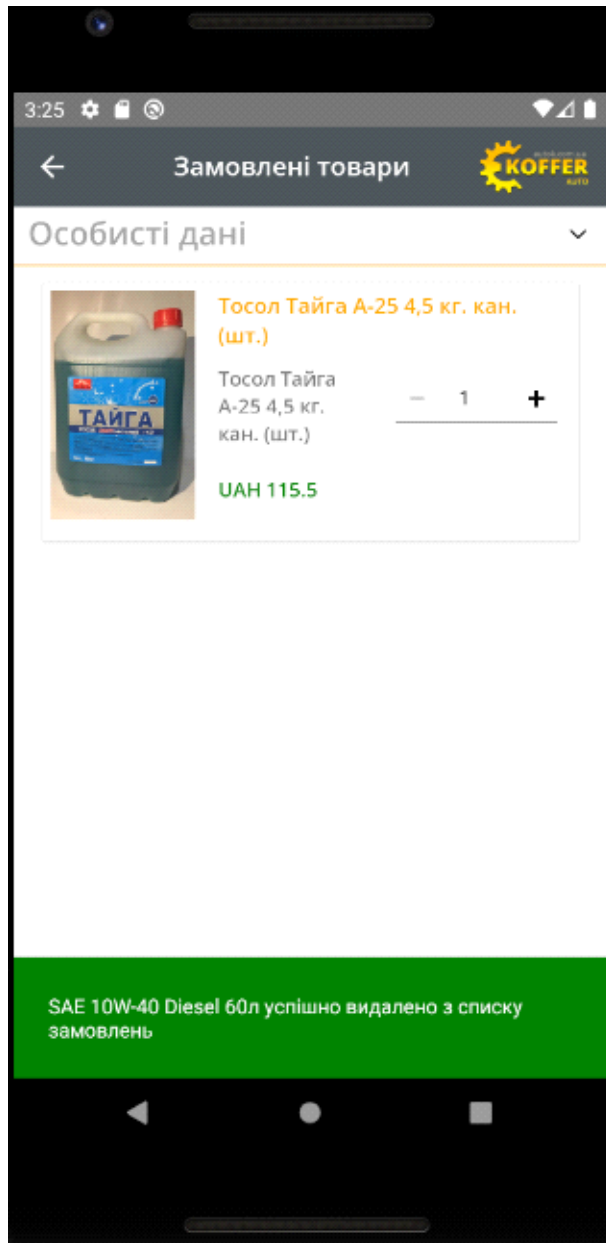 3:25
Замовлені товари
KOFFER
AUTO
Особисті дані
Тосол Тайга А-25 4,5 кг. кан.
(шт.)
Тосол Тайга
А-25 4,5 кг.
кан. (шт.)
1
UAH 115.5
ТАЙГА
SAE 10W-40 Diesel 60л успішно видалено з списку
замовлень